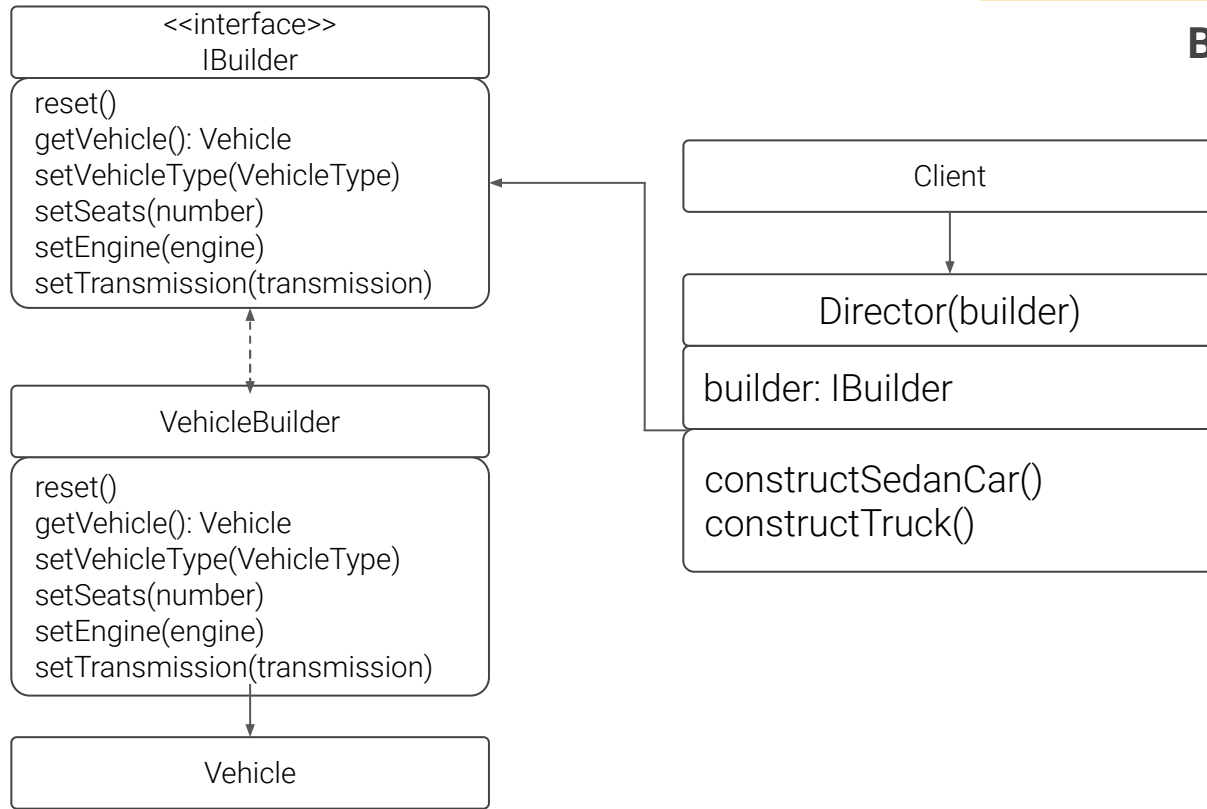 <<interface>>
IBuilder
reset()
getVehicle(): Vehicle
setVehicleType(VehicleType)
setSeats(number)
setEngine(engine)
setTransmission(transmission)
VehicleBuilder
reset()
getVehicle(): Vehicle
setVehicleType(VehicleType)
setSeats(number)
setEngine(engine)
setTransmission(transmission)
Vehicle
B
Client
Director(builder)
builder: IBuilder
constructSedanCar()
constructTruck()